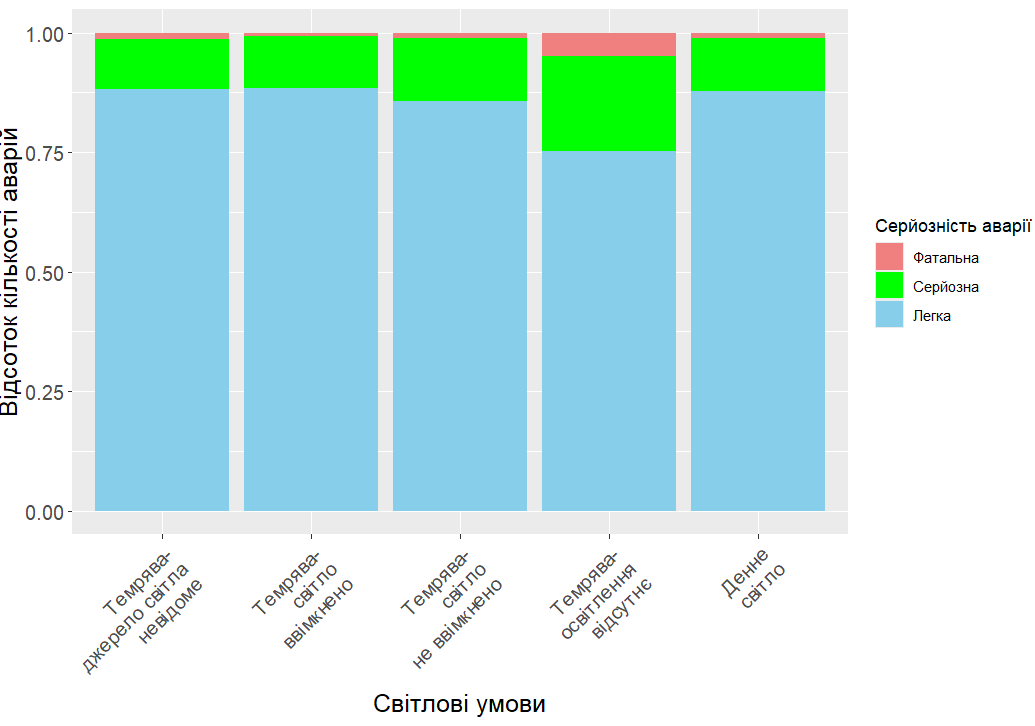 1.00
0.75
0.50
0.25
0.00
Відсоток кількості аварій
Темрява-
джерело світла
невідоме
Темрява-
світло
ввімкнено
Темрява-
світло
не ввімкнено
Темрява-
освітлення
відсутнє
Денне
світло
Світлові умови
Серйозність аварії
Фатальна
Серйозна
Легка